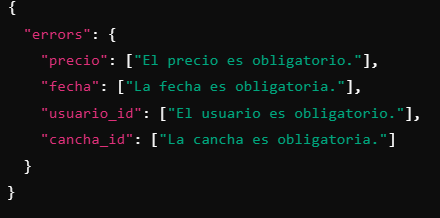 {
  "errors": {
    "precio": ["El precio es obligatorio."],
    "fecha": ["La fecha es obligatoria."],
    "usuario_id": ["El usuario es obligatorio."],
    "cancha_id": ["La cancha es obligatoria."]
  }
}